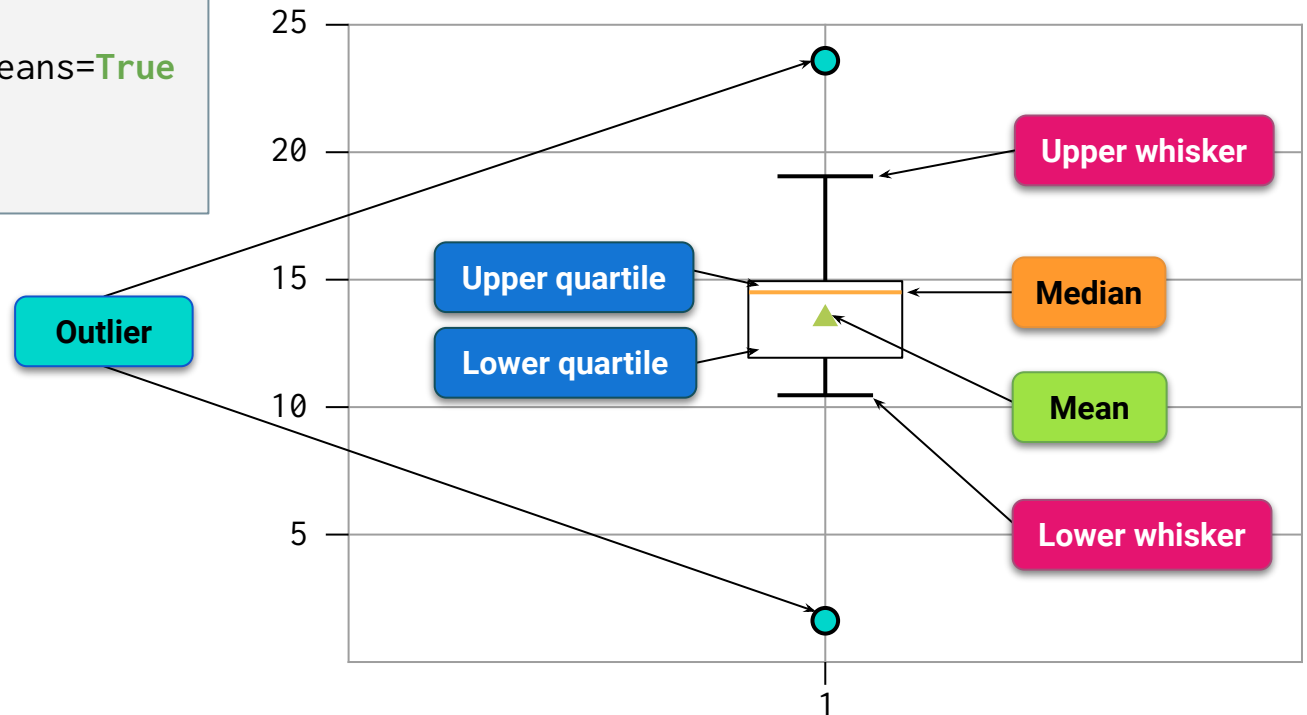 eans=True
25
20
15
10
5
1
Outlier
Upper quartile
Lower quartile
Upper whisker
Median
Mean
Lower whisker